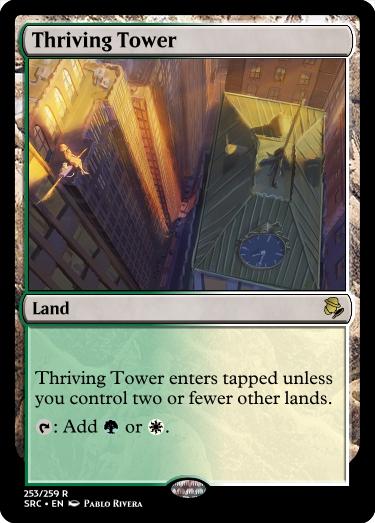 Thriving Tower
Land
Thriving Tower enters tapped unless
you control two or fewer other lands.
: Add or .
253/259 R
SRC • EN Pablo Rivera